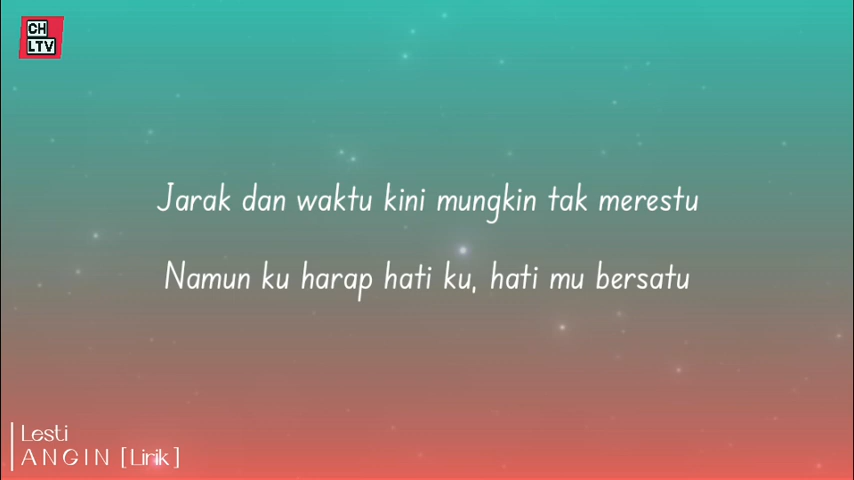 CH
LTV
Jarak dan waktu kini mungkin tak merestu
Namun ku harap hati ku, hati mu bersatu
Lesti
ANGIN [Lirik]